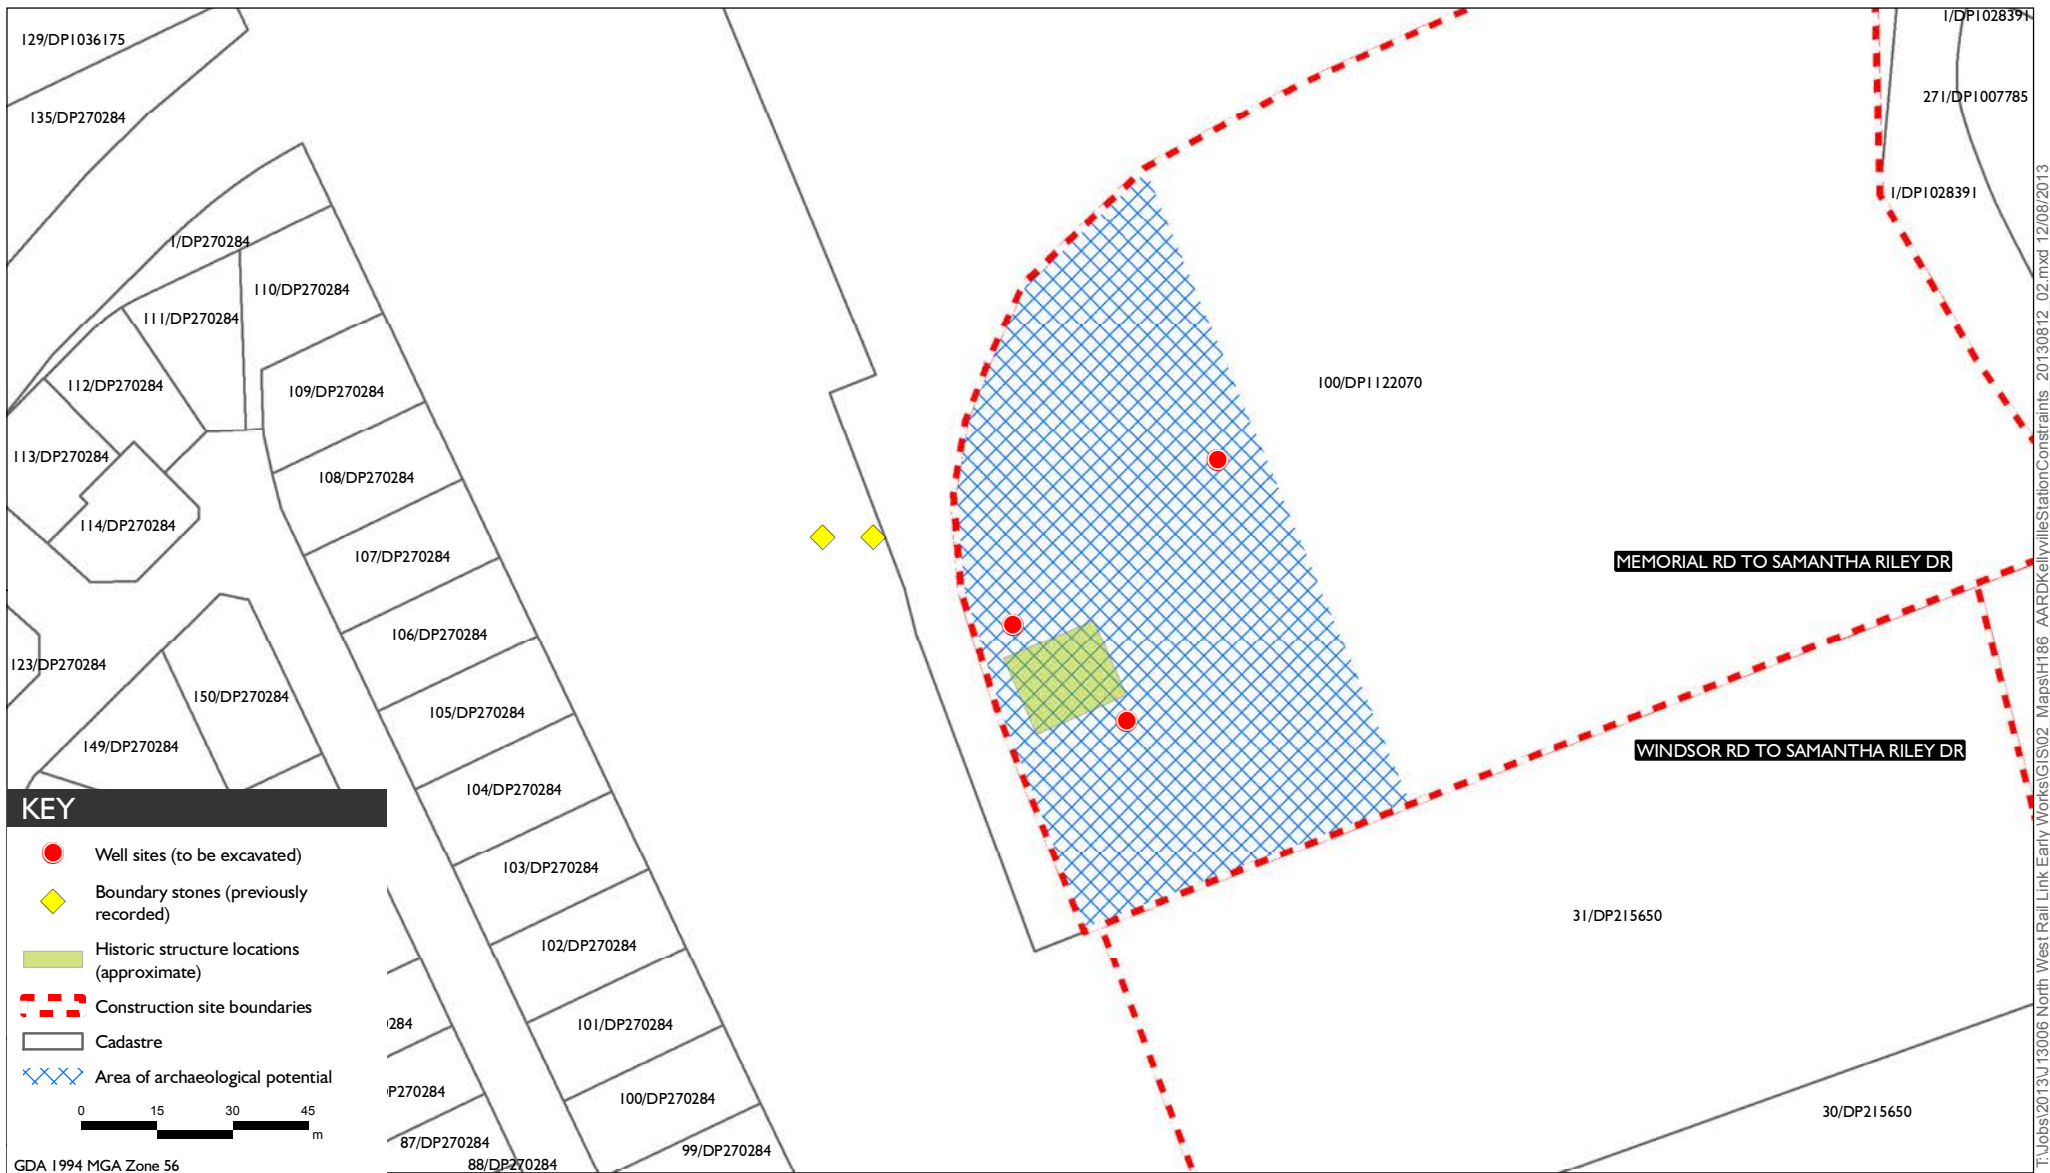 129/DP1036175
135/DP270284
1/DP270284
110/DP270284
111/DP270284
112/DP270284
109/DP270284
113/DP270284
108/DP270284
114/DP270284
107/DP270284
106/DP270284
123/DP270284
150/DP270284
105/DP270284
149/DP270284
104/DP270284
103/DP270284
102/DP270284
101/DP270284
100/DP270284
99/DP270284
284
P270284
87/DP270284
88/DP270284
1/DP1028391
271/DP1007785
1/DP1028391
100/DP1122070
MEMORIAL RD TO SAMANTHA RILEY DR
WINDSOR RD TO SAMANTHA RILEY DR
31/DP215650
30/DP215650
KEY
Well sites (to be excavated)
Boundary stones (previously
recorded)
Historic structure locations
(approximate)
Construction site boundaries
Cadastre
Area of archaeological potential
0 15 30 45
m
GDA 1994 MGA Zone 56
T:\Jobs\2013\J13006 North West Rail Link Early Works\GIS\02_Maps\H186_ARDKellyvilleStationConstraints_20130812_02.mxd 12/08/2013